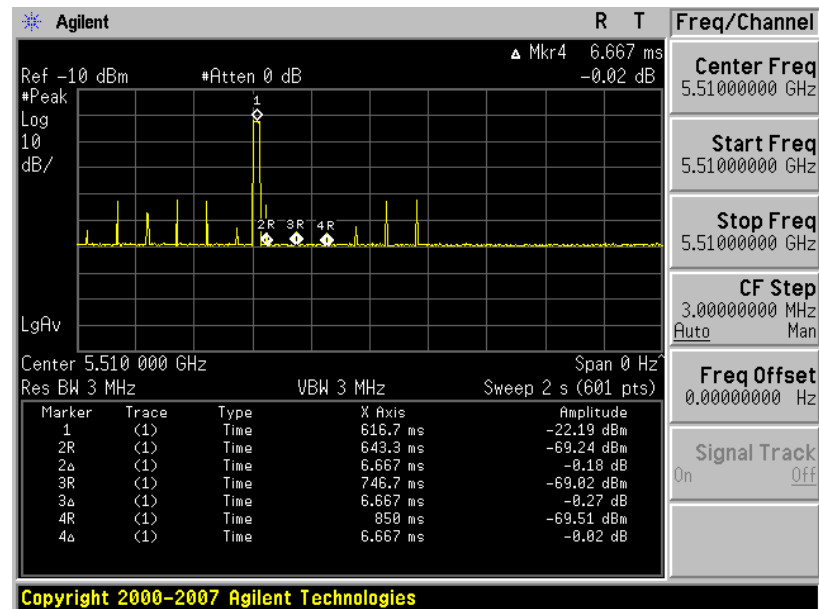 Agilent R T
▵ Mkr4 6.667 ms
Ref -10 dBm #Atten 0 dB -0.02 dB
#Peak
Log
10
dB/
1
2R 3R 4R
LgAv
Center 5.510 000 GHz Span 0 Hz^
Res BW 3 MHz VBW 3 MHz Sweep 2 s (601 pts)
Marker Trace Type X Axis Amplitude
1 (1) Time 616.7 ms -22.19 dBm
2R (1) Time 643.3 ms -69.24 dBm
2▵ (1) Time 6.667 ms -0.18 dB
3R (1) Time 746.7 ms -69.02 dBm
3▵ (1) Time 6.667 ms -0.27 dB
4R (1) Time 850 ms -69.51 dBm
4▵ (1) Time 6.667 ms -0.02 dB
Copyright 2000-2007 Agilent Technologies
Freq/Channel
Center Freq
5.51000000 GHz
Start Freq
5.51000000 GHz
Stop Freq
5.51000000 GHz
CF Step
3.00000000 MHz
Auto Man
Freq Offset
0.00000000 Hz
Signal Track
On Off